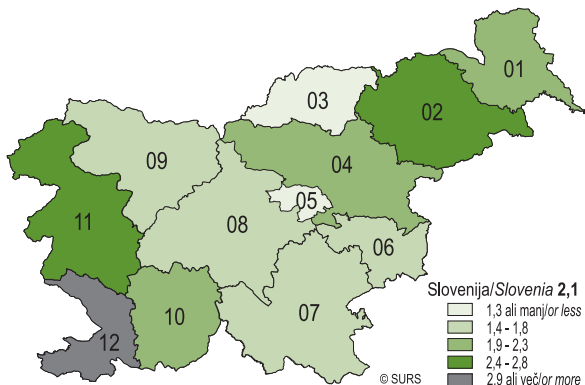 01
02
03
04
05
06
07
08
09
10
11
12
Slovenija/Slovenia 2,1
1,3 ali manj/or less
1,4 - 1,8
1,9 - 2,3
2,4 - 2,8
2,9 ali več/or more
© SURS